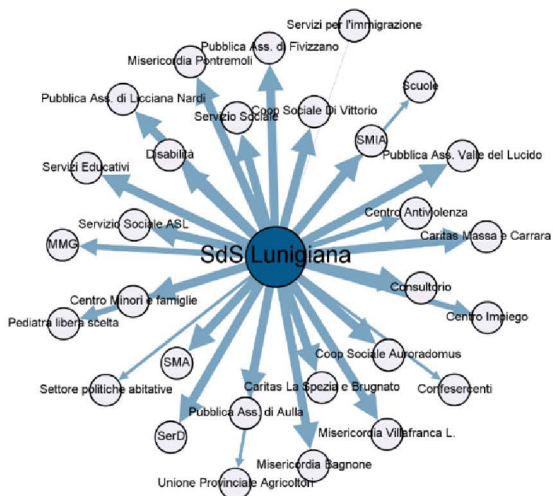 Servizi per l'immigrazione
Pubblica Ass. di Fivizzano
Misericordia Pontremoli
Scuole
Pubblica Ass. di Licciana Nardi
Servizio Sociale
Coop Sociale Di Vittorio
SMIA
Disabilità
Pubblica Ass. Valle del Lucido
Servizi Educativi
Centro Antiviolenza
Servizio Sociale ASL
Caritas Massa e Carrara
MMG
SdS Lunigiana
Consultorio
Centro Minori e famiglie
Centro Impiego
Pediatra libera scelta
Coop Sociale Auroradomus
SMA
Settore politiche abitative
Caritas La Spezia e Brugnato
Confesercenti
Pubblica Ass. di Aulla
SerD
Misericordia Villafranca L.
Misericordia Bagnone
Unione Provinciale Agricoltori